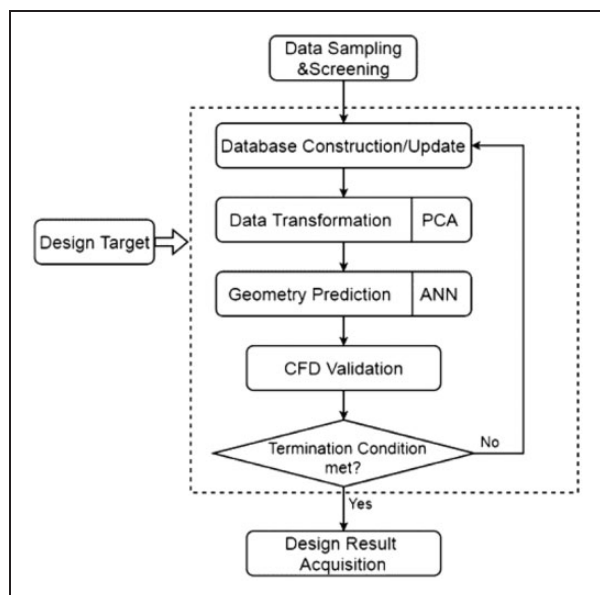 Data Sampling
&Screening
Database Construction/Update
Data Transformation PCA
Design Target
Geometry Prediction ANN
CFD Validation
Termination Condition
met?
No
Yes
Design Result
Acquisition